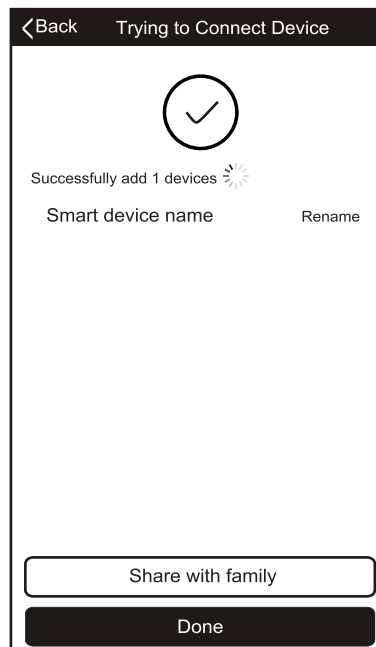 Back Trying to Connect Device
Successfully add 1 devices
Smart device name Rename
Share with family
Done